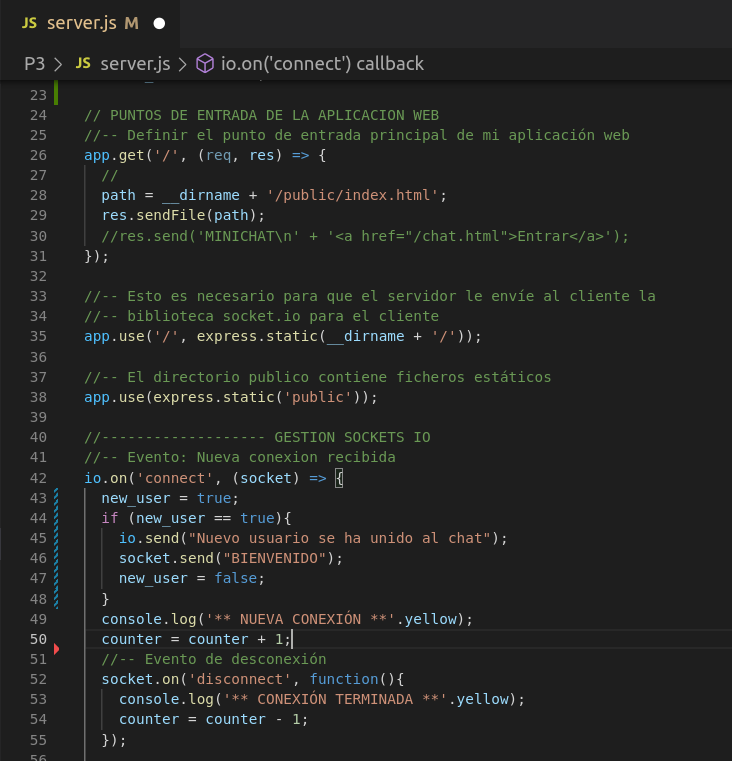 JS server.js M
P3 > JS server.js > io.on('connect') callback
23
24 // PUNTOS DE ENTRADA DE LA APLICACION WEB
25 //-- Definir el punto de entrada principal de mi aplicación web
26 app.get('/', (req, res) => {
27 //
28 path = __dirname + '/public/index.html';
29 res.sendFile(path);
30 //res.send('MINICHAT\n' + '<a href="/chat.html">Entrar</a>');
31 });
32
33 //-- Esto es necesario para que el servidor le envíe al cliente la
34 //-- biblioteca socket.io para el cliente
35 app.use('/', express.static(__dirname + '/'));
36
37 //-- El directorio publico contiene ficheros estáticos
38 app.use(express.static('public'));
39
40 //------------------- GESTION SOCKETS IO
41 //-- Evento: Nueva conexion recibida
42 io.on('connect', (socket) => {
43 new_user = true;
44 if (new_user == true){
45 io.send("Nuevo usuario se ha unido al chat");
46 socket.send("BIENVENIDO");
47 new_user = false;
48 }
49 console.log('** NUEVA CONEXIÓN **'.yellow);
50 counter = counter + 1;
51 //-- Evento de desconexión
52 socket.on('disconnect', function(){
53 console.log('** CONEXIÓN TERMINADA **'.yellow);
54 counter = counter - 1;
55 });
56